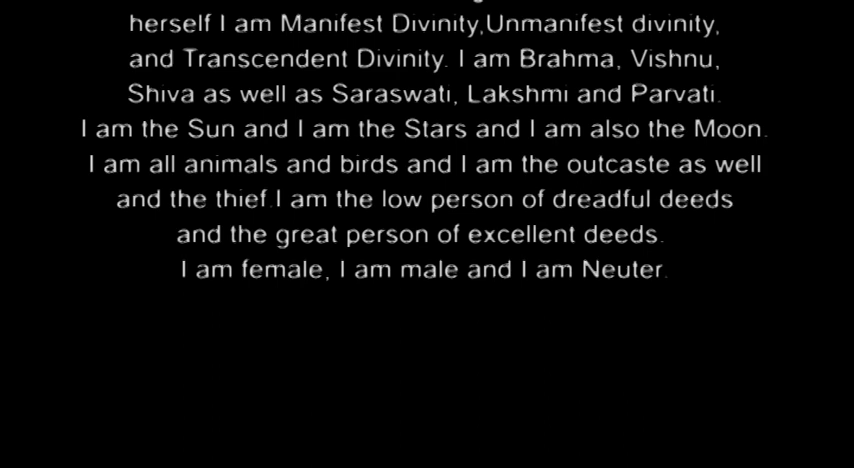 herself I am Manifest Divinity,Unmanifest divinity,
and Transcendent Divinity. I am Brahma, Vishnu,
Shiva as well as Saraswati, Lakshmi and Parvati.
I am the Sun and I am the Stars and I am also the Moon.
I am all animals and birds and I am the outcaste as well
and the thief.I am the low person of dreadful deeds
and the great person of excellent deeds.
I am female, I am male and I am Neuter.